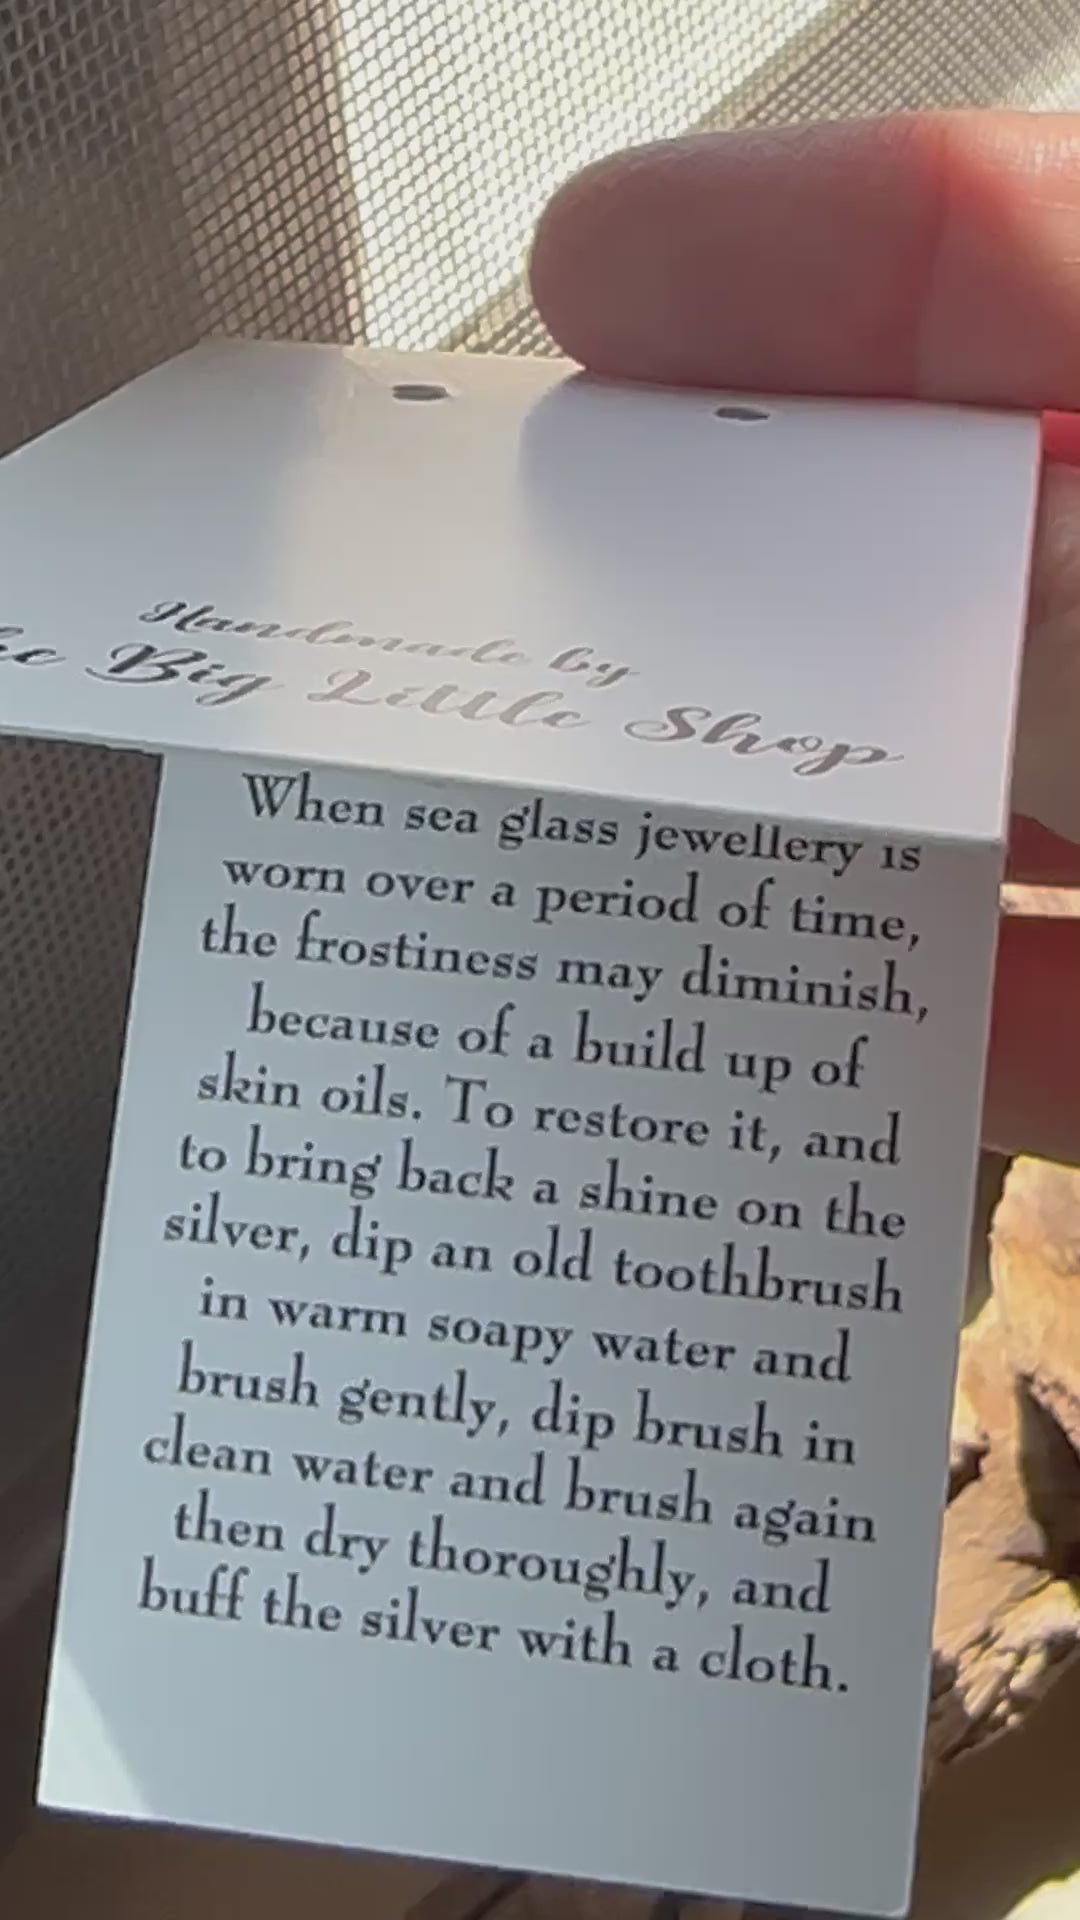 Handmade by
Big Little Shop
When sea glass jewellery is
worn over a period of time,
the frostiness may diminish,
because of a build up of
skin oils. To restore it, and
to bring back a shine on the
silver, dip an old toothbrush
in warm soapy water and
brush gently, dip brush in
clean water and brush again
then dry thoroughly, and
buff the silver with a cloth.